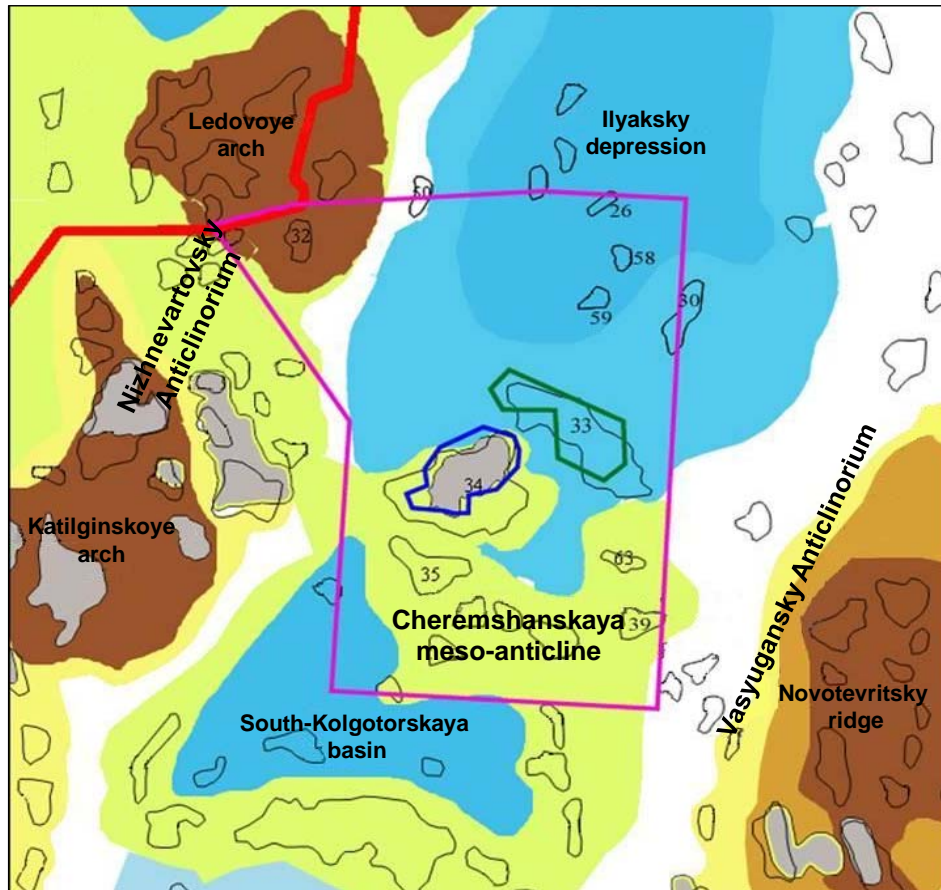 Ledovoye
arch
Ilyaksky
depression
50
26
32
58
59
30
Nizhnevartovsky
Anticlinorium
33
34
Katilginskoye
arch
35
63
39
Cheremshanskaya
meso-anticline
Vasyugansky Anticlinorium
Novotevritsky
ridge
South-Kolgotorskaya
basin